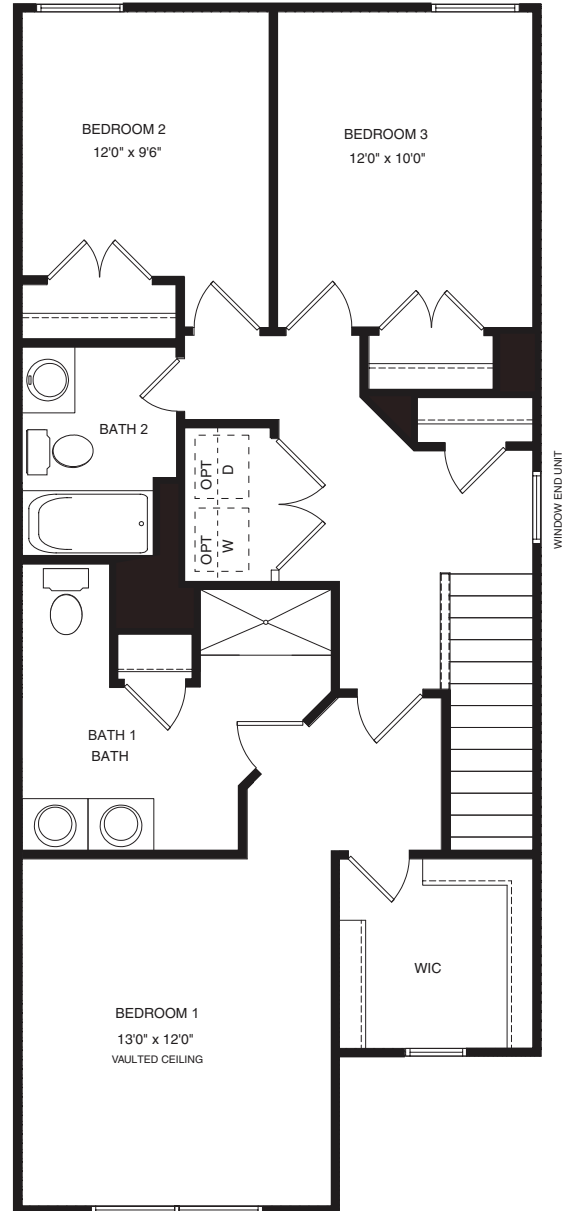 BEDROOM 2
12'0" x 9'6"
BEDROOM 3
12'0" x 10'0"
BATH 2
OPT D
OPT W
WINDOW END UNIT
BATH 1
BATH
WIC
BEDROOM 1
13'0" x 12'0"
VAULTED CEILING